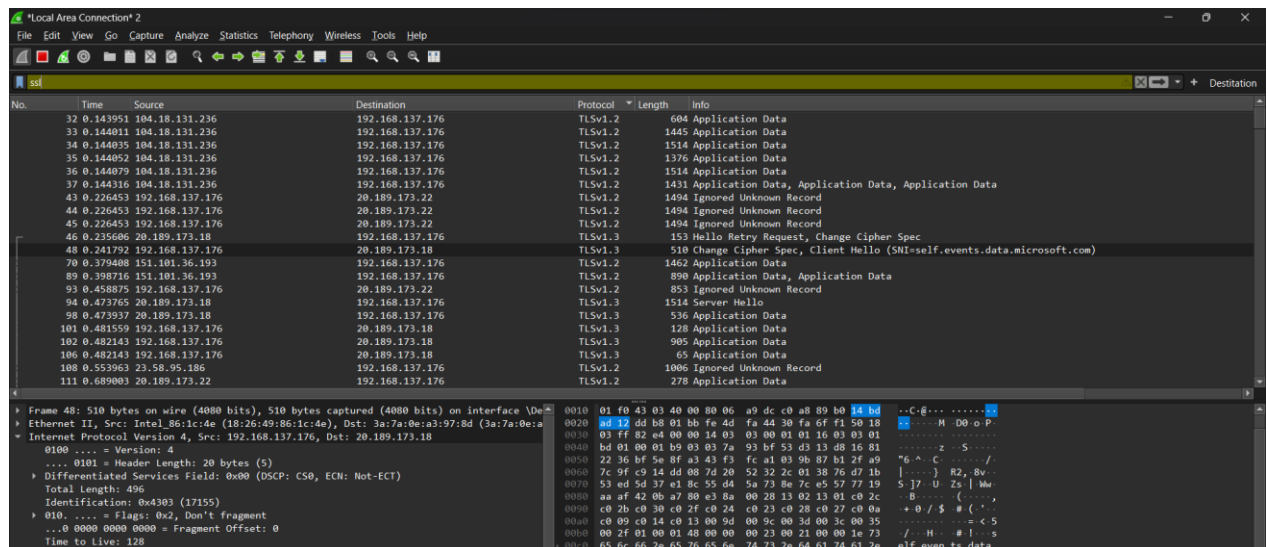 *Local Area Connection* 2
File Edit View Go Capture Analyze Statistics Telephony Wireless Tools Help
ssl
Destitation
No. Time Source Destination Protocol Length Info
32 0.143951 104.18.131.236 192.168.137.176 TLSv1.2 604 Application Data
33 0.144011 104.18.131.236 192.168.137.176 TLSv1.2 1445 Application Data
34 0.144035 104.18.131.236 192.168.137.176 TLSv1.2 1514 Application Data
35 0.144052 104.18.131.236 192.168.137.176 TLSv1.2 1376 Application Data
36 0.144079 104.18.131.236 192.168.137.176 TLSv1.2 1514 Application Data
37 0.144316 104.18.131.236 192.168.137.176 TLSv1.2 1431 Application Data, Application Data, Application Data
43 0.226453 192.168.137.176 20.189.173.22 TLSv1.2 1494 Ignored Unknown Record
44 0.226453 192.168.137.176 20.189.173.22 TLSv1.2 1494 Ignored Unknown Record
45 0.226453 192.168.137.176 20.189.173.22 TLSv1.2 1494 Ignored Unknown Record
46 0.235606 20.189.173.18 192.168.137.176 TLSv1.3 153 Hello Retry Request, Change Cipher Spec
48 0.241792 192.168.137.176 20.189.173.18 TLSv1.3 510 Change Cipher Spec, Client Hello (SNI=self.events.data.microsoft.com)
70 0.379408 151.101.36.193 192.168.137.176 TLSv1.2 1462 Application Data
89 0.398716 151.101.36.193 192.168.137.176 TLSv1.2 890 Application Data, Application Data
93 0.458875 192.168.137.176 20.189.173.22 TLSv1.2 853 Ignored Unknown Record
94 0.473765 20.189.173.18 192.168.137.176 TLSv1.3 1514 Server Hello
98 0.473937 20.189.173.18 192.168.137.176 TLSv1.3 536 Application Data
101 0.481559 192.168.137.176 20.189.173.18 TLSv1.3 128 Application Data
102 0.482143 192.168.137.176 20.189.173.18 TLSv1.3 905 Application Data
106 0.482143 192.168.137.176 20.189.173.18 TLSv1.3 65 Application Data
108 0.553963 23.58.95.186 192.168.137.176 TLSv1.2 1006 Ignored Unknown Record
111 0.689003 20.189.173.22 192.168.137.176 TLSv1.2 278 Application Data
Frame 48: 510 bytes on wire (4080 bits), 510 bytes captured (4080 bits) on interface \De
Ethernet II, Src: Intel_86:1c:4e (18:26:49:86:1c:4e), Dst: 3a:7a:0e:a3:97:8d (3a:7a:0e:a
Internet Protocol Version 4, Src: 192.168.137.176, Dst: 20.189.173.18
0100 .... = Version: 4
.... 0101 = Header Length: 20 bytes (5)
Differentiated Services Field: 0x00 (DSCP: CS0, ECN: Not-ECT)
Total Length: 496
Identification: 0x4303 (17155)
010. .... = Flags: 0x2, Don't fragment
...0 0000 0000 0000 = Fragment Offset: 0
Time to Live: 128
0010 01 f0 43 03 40 00 80 06 a9 dc c0 a8 89 b0 14 bd
0020 ad 12 dd b8 01 bb fe 4d fa 44 30 fa 6f f1 50 18
0030 03 ff 82 e4 00 00 14 03 03 00 01 01 16 03 03 01
0040 bd 01 00 01 b9 03 03 7a 93 bf 53 d3 13 d8 16 81
0050 22 36 bf 5e 8f a3 43 f3 fc a1 03 9b 87 b1 2f a9
0060 7c 9f c9 14 dd 08 7d 20 52 32 2c 01 38 76 d7 1b
0070 53 ed 5d 37 e1 8c 55 d4 5a 73 8e 7c e5 57 77 19
0080 aa af 42 0b a7 80 e3 8a 00 28 13 02 13 01 c0 2c
0090 c0 2b c0 30 c0 2f c0 24 c0 23 c0 28 c0 27 c0 0a
00a0 c0 09 c0 14 c0 13 00 9d 00 9c 00 3d 00 3c 00 35
00b0 00 2f 01 00 01 48 00 00 00 23 00 21 00 00 1e 73
00c0 65 6c 66 2e 65 76 65 6e 74 73 2e 64 61 74 61 2e